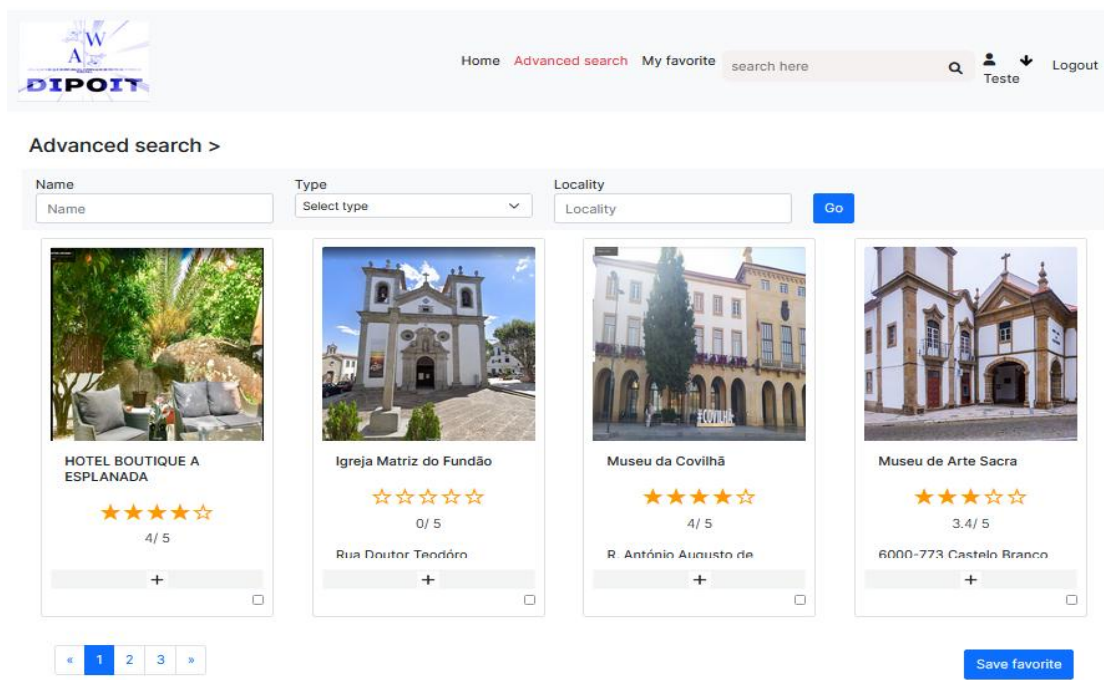 W
A
DIPOIT
Home Advanced search My favorite search here Teste Logout
Advanced search >
Name Type Locality
Name Select type Locality Go
#COVILHÃ
HOTEL BOUTIQUE A
ESPLANADA
4/ 5
Igreja Matriz do Fundão
0/ 5
Rua Doutor Teodóro
Museu da Covilhã
4/ 5
R. António Augusto de
Museu de Arte Sacra
3.4/ 5
6000-773 Castelo Branco
+ + + +
« 1 2 3 »
Save favorite